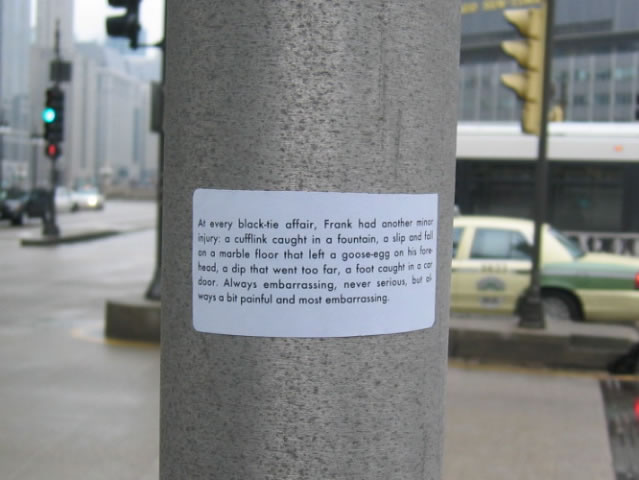 At every black-tie affair, Frank had another minor
injury: a cufflink caught in a fountain, a slip and fall
on a marble floor that left a goose-egg on his fore-
head, a dip that went too far, a foot caught in a car
door. Always embarrassing, never serious, but al-
ways a bit painful and most embarrassing.